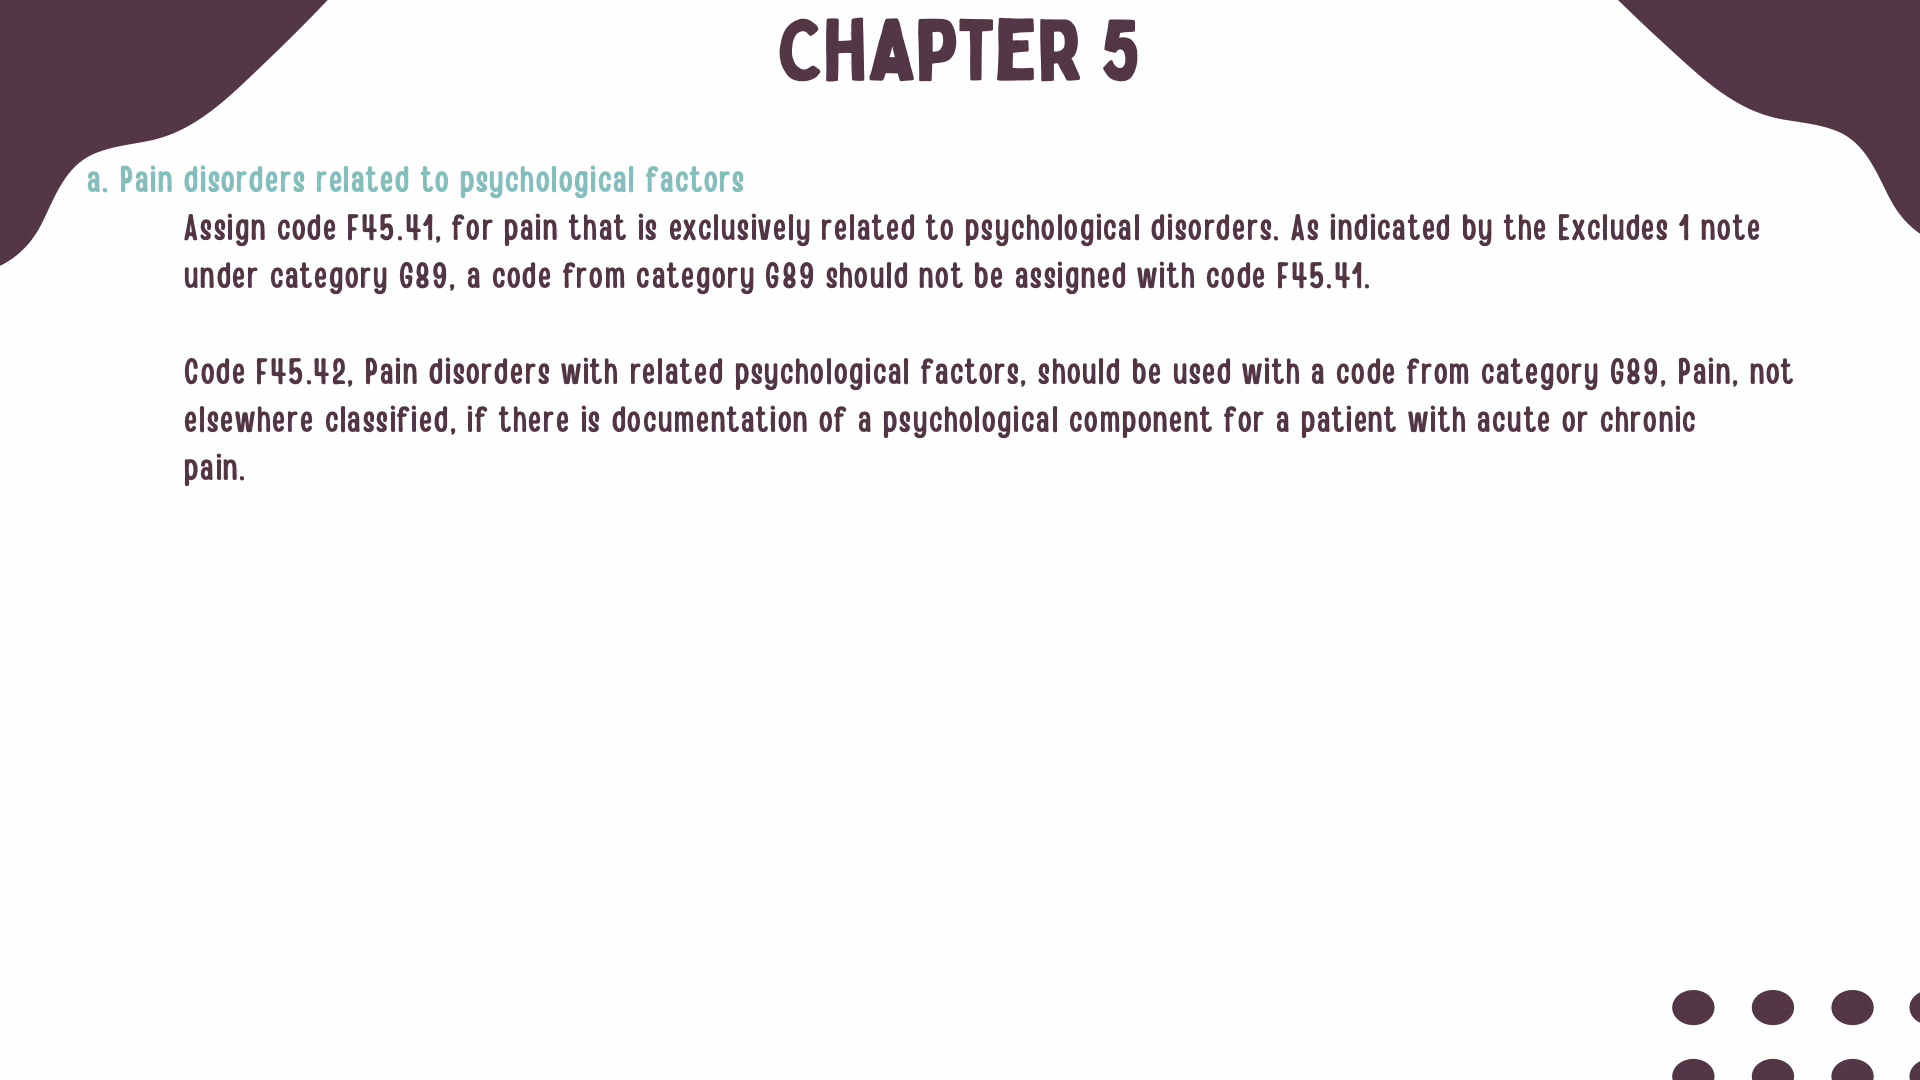 CHAPTER 5
a. Pain disorders related to psychological factors
Assign code F45.41, for pain that is exclusively related to psychological disorders. As indicated by the Excludes 1 note
under category G89, a code from category G89 should not be assigned with code F45.41.
Code F45.42, Pain disorders with related psychological factors, should be used with a code from category G89, Pain, not
elsewhere classified, if there is documentation of a psychological component for a patient with acute or chronic
pain.